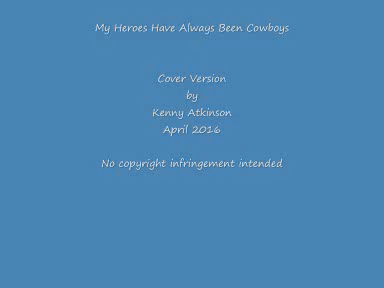 My Heroes Have Always Been Cowboys
Cover Version
by
Kenny Atkinson
April 2016
No copyright infringement intended